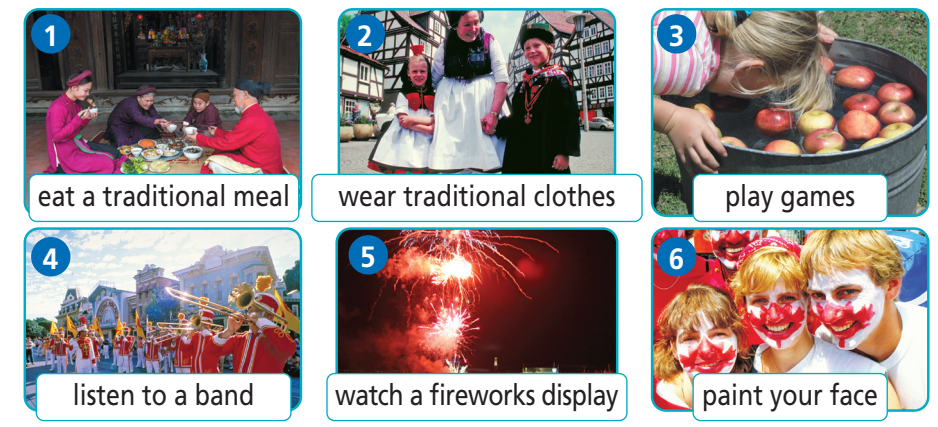 1
eat a traditional meal
2
wear traditional clothes
3
play games
4
listen to a band
5
watch a fireworks display
6
paint your face